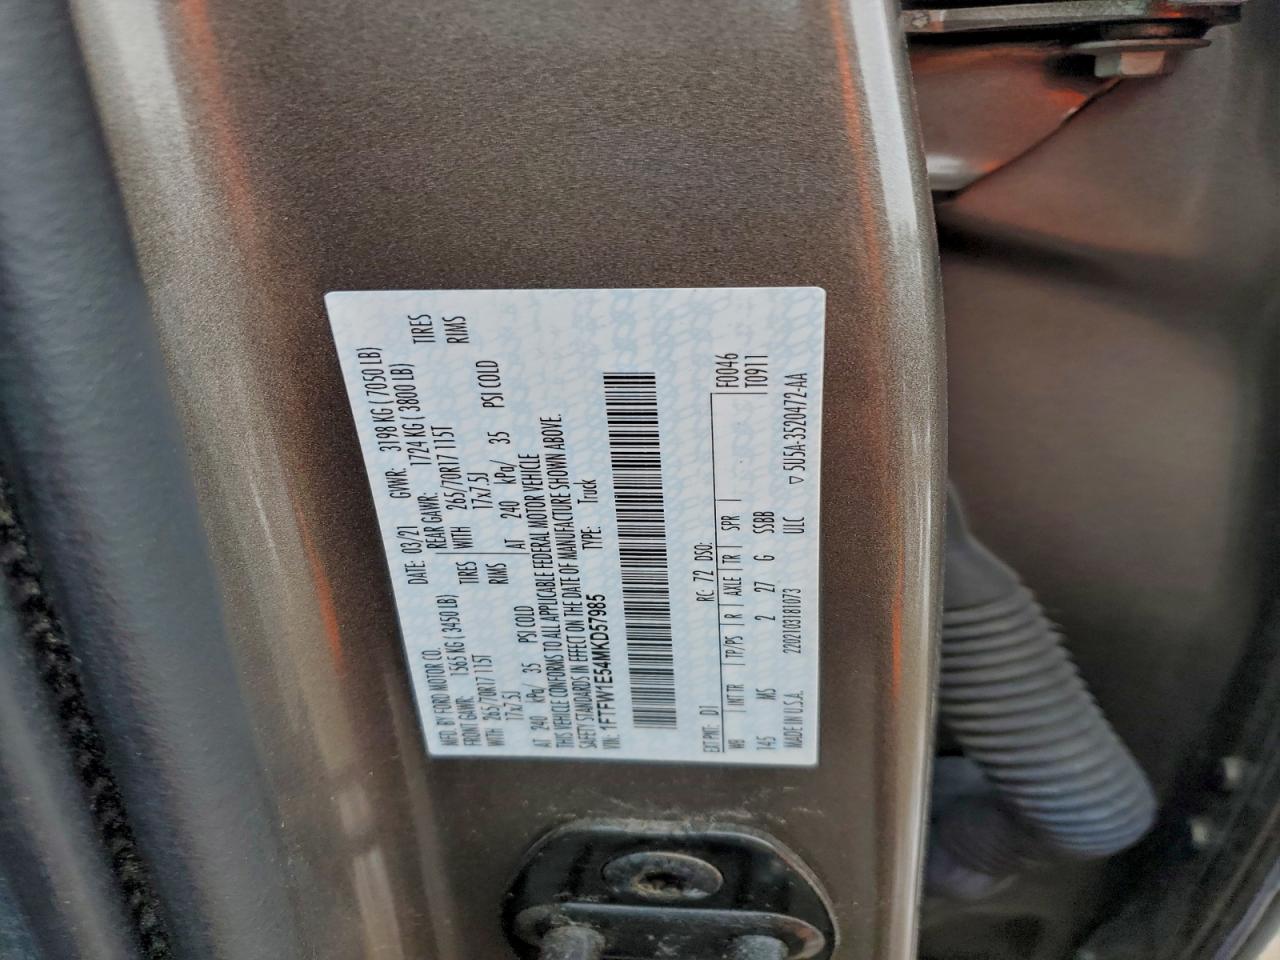 MFD. BY FORD MOTOR CO.
DATE: 03/21 GVWR: 3198 KG ( 7050 LB)
FRONT GAWR: 1565 KG ( 3450 LB) REAR GAWR: 1724 KG ( 3800 LB)
WITH 265/70R17 115T TIRES WITH 265/70R17 115T TIRES
17x7.5J RIMS 17x7.5J RIMS
AT 240 kPa/ 35 PSI COLD AT 240 kPa/ 35 PSI COLD
THIS VEHICLE CONFORMS TO ALL APPLICABLE FEDERAL MOTOR VEHICLE
SAFETY STANDARDS IN EFFECT ON THE DATE OF MANUFACTURE SHOWN ABOVE.
VIN: 1FTFW1E54MKD57985 TYPE: Truck
EXT PNT: D1 RC: 72 DSO: F0046
WB INT TR TP/PS R AXLE TR SPR T0911
145 MS 2 27 G SSBB
MADE IN U.S.A. 2202103181073 ULC ▽ 5U5A-3520472-AA